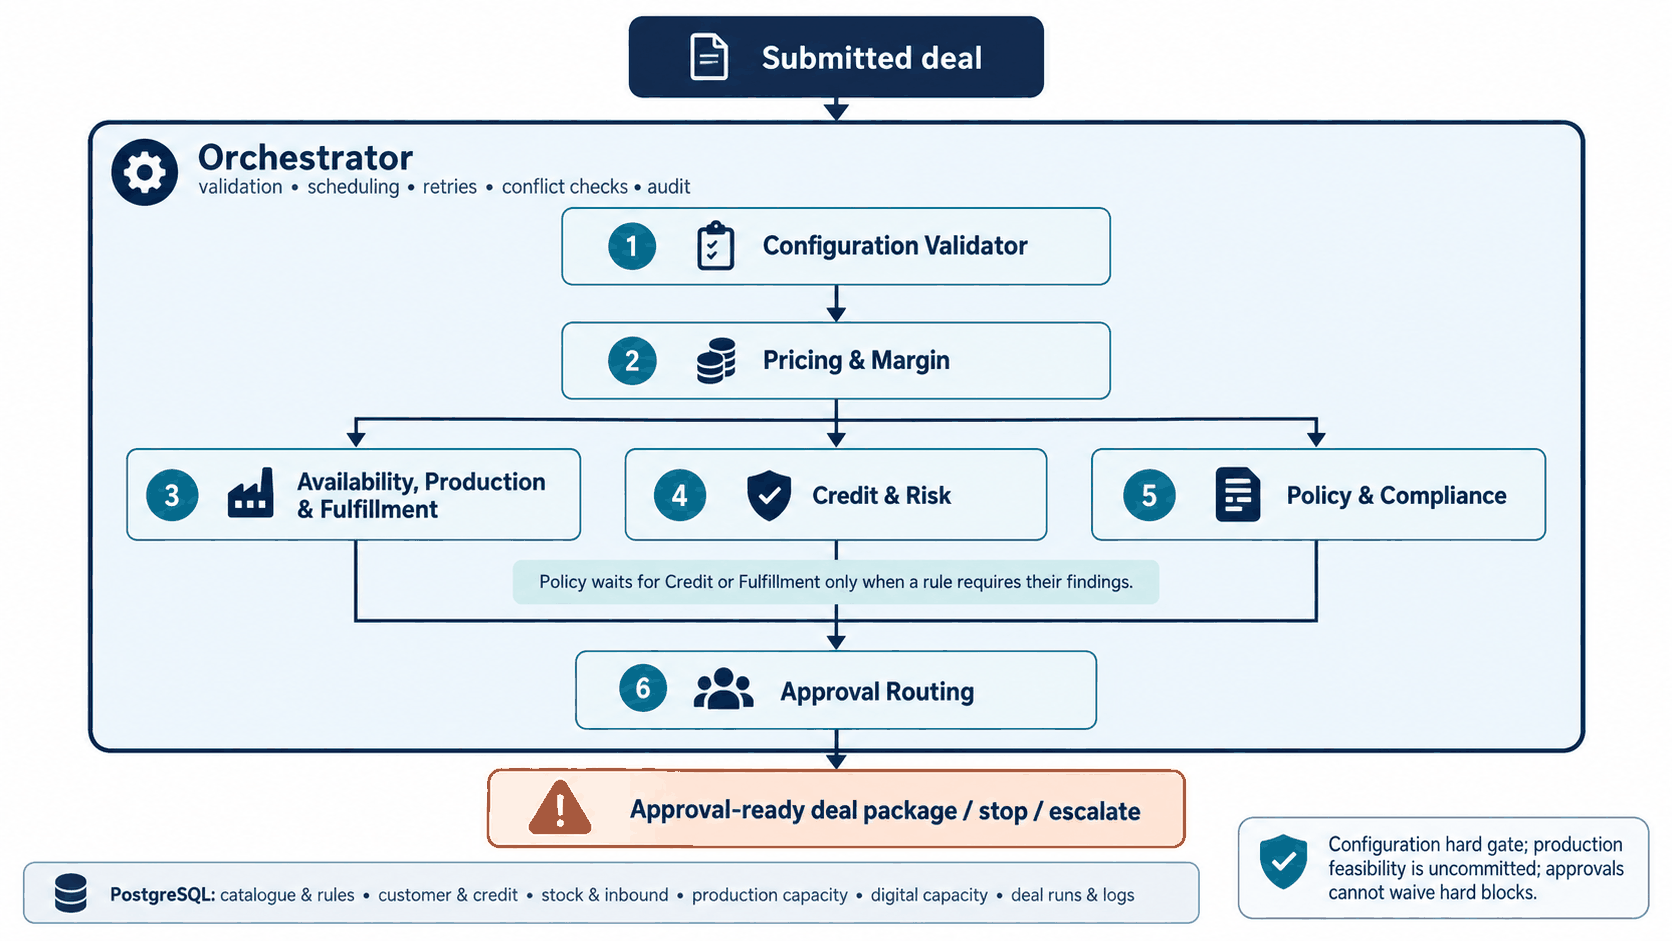 Submitted deal
Orchestrator
validation • scheduling • retries • conflict checks • audit
1
Configuration Validator
2
Pricing & Margin
3
Availability, Production
& Fulfillment
4
Credit & Risk
5
Policy & Compliance
Policy waits for Credit or Fulfillment only when a rule requires their findings.
6
Approval Routing
Approval-ready deal package / stop / escalate
Configuration hard gate; production
feasibility is uncommitted; approvals
cannot waive hard blocks.
PostgreSQL: catalogue & rules • customer & credit • stock & inbound • production capacity • digital capacity • deal runs & logs